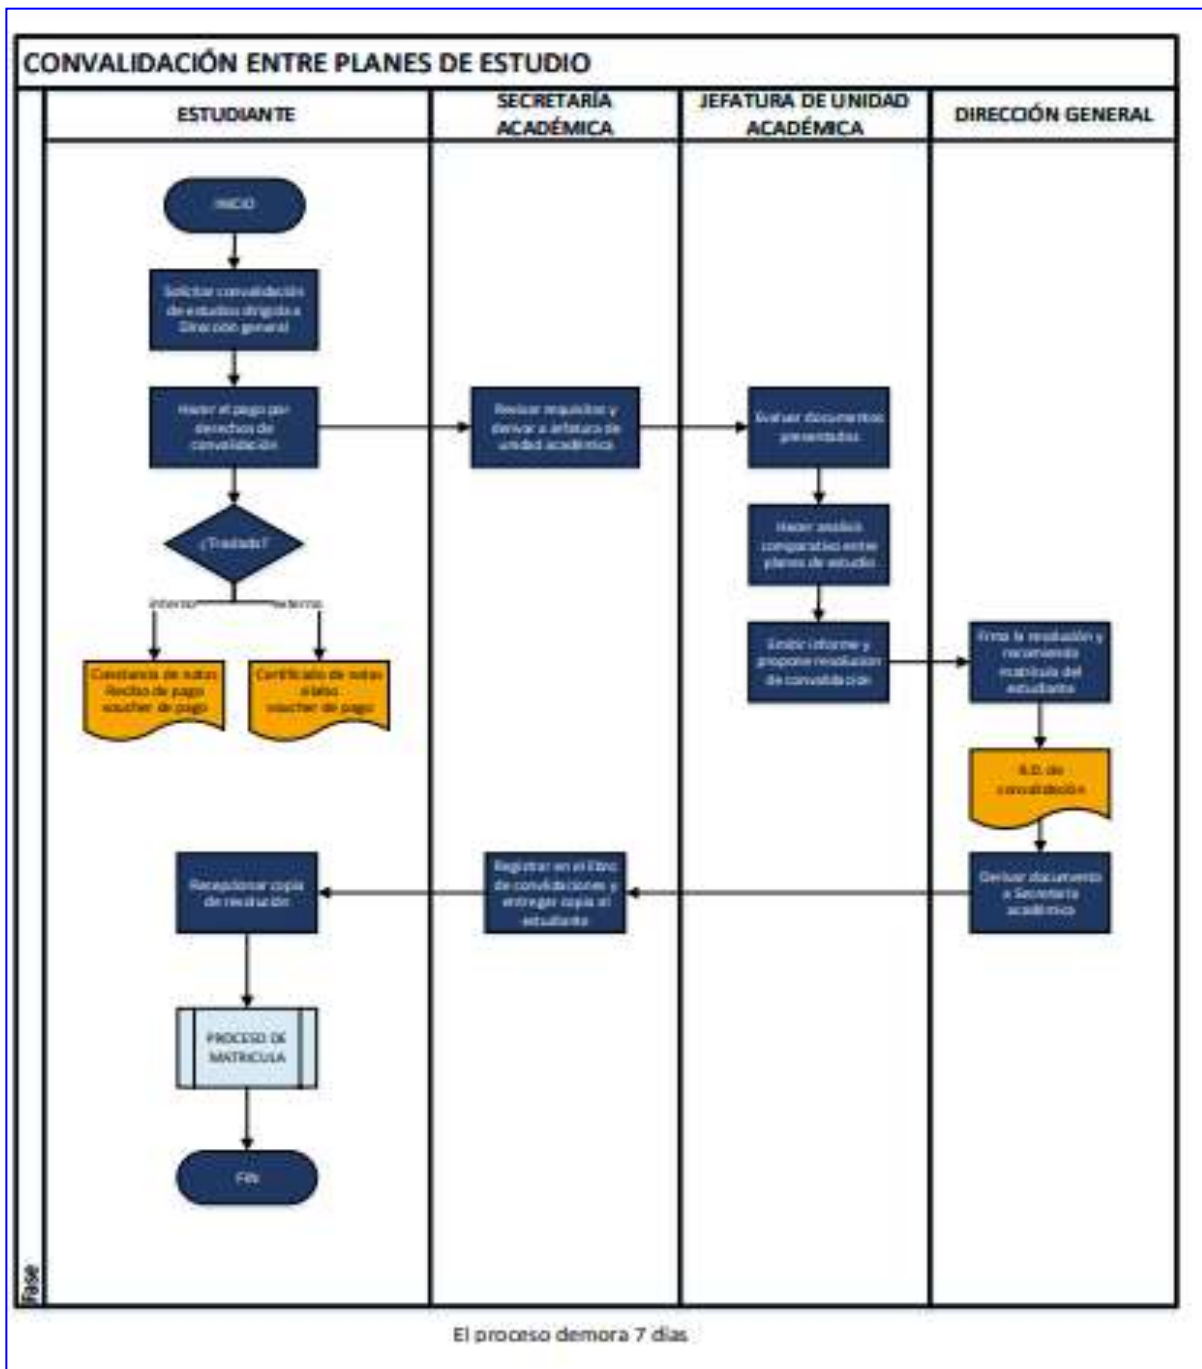 CONVALIDACIÓN ENTRE PLANES DE ESTUDIO
ESTUDIANTE
SECRETARÍA
ACADÉMICA
JEFATURA DE UNIDAD
ACADÉMICA
DIRECCIÓN GENERAL
INICIO
Solicitar convalidación
de estudios dirigida a
Dirección general
Hacer el pago por
derechos de
convalidación
Revisar requisitos y
derivar a Jefatura de
unidad académica
Evaluar documentos
presentados
¿Traslado?
Hacer analisis
comparativo entre
planes de estudio
interno
externo
Constancia de notas
Recibo de pago
voucher de pago
Certificado de notas
voucher de pago
Emitir informe y
propone resolucion
de convalidacion
Firma la resolución y
recomienda
matrícula del
estudiante
R.D. de
convalidación
Recepcionar copia
de resolución
Registrar en el libro
de convalidaciones y
entregar copia al
estudiante
Derivar documento
a Secretaría
académica
PROCESO DE
MATRICULA
FIN
Fase
El proceso demora 7 días